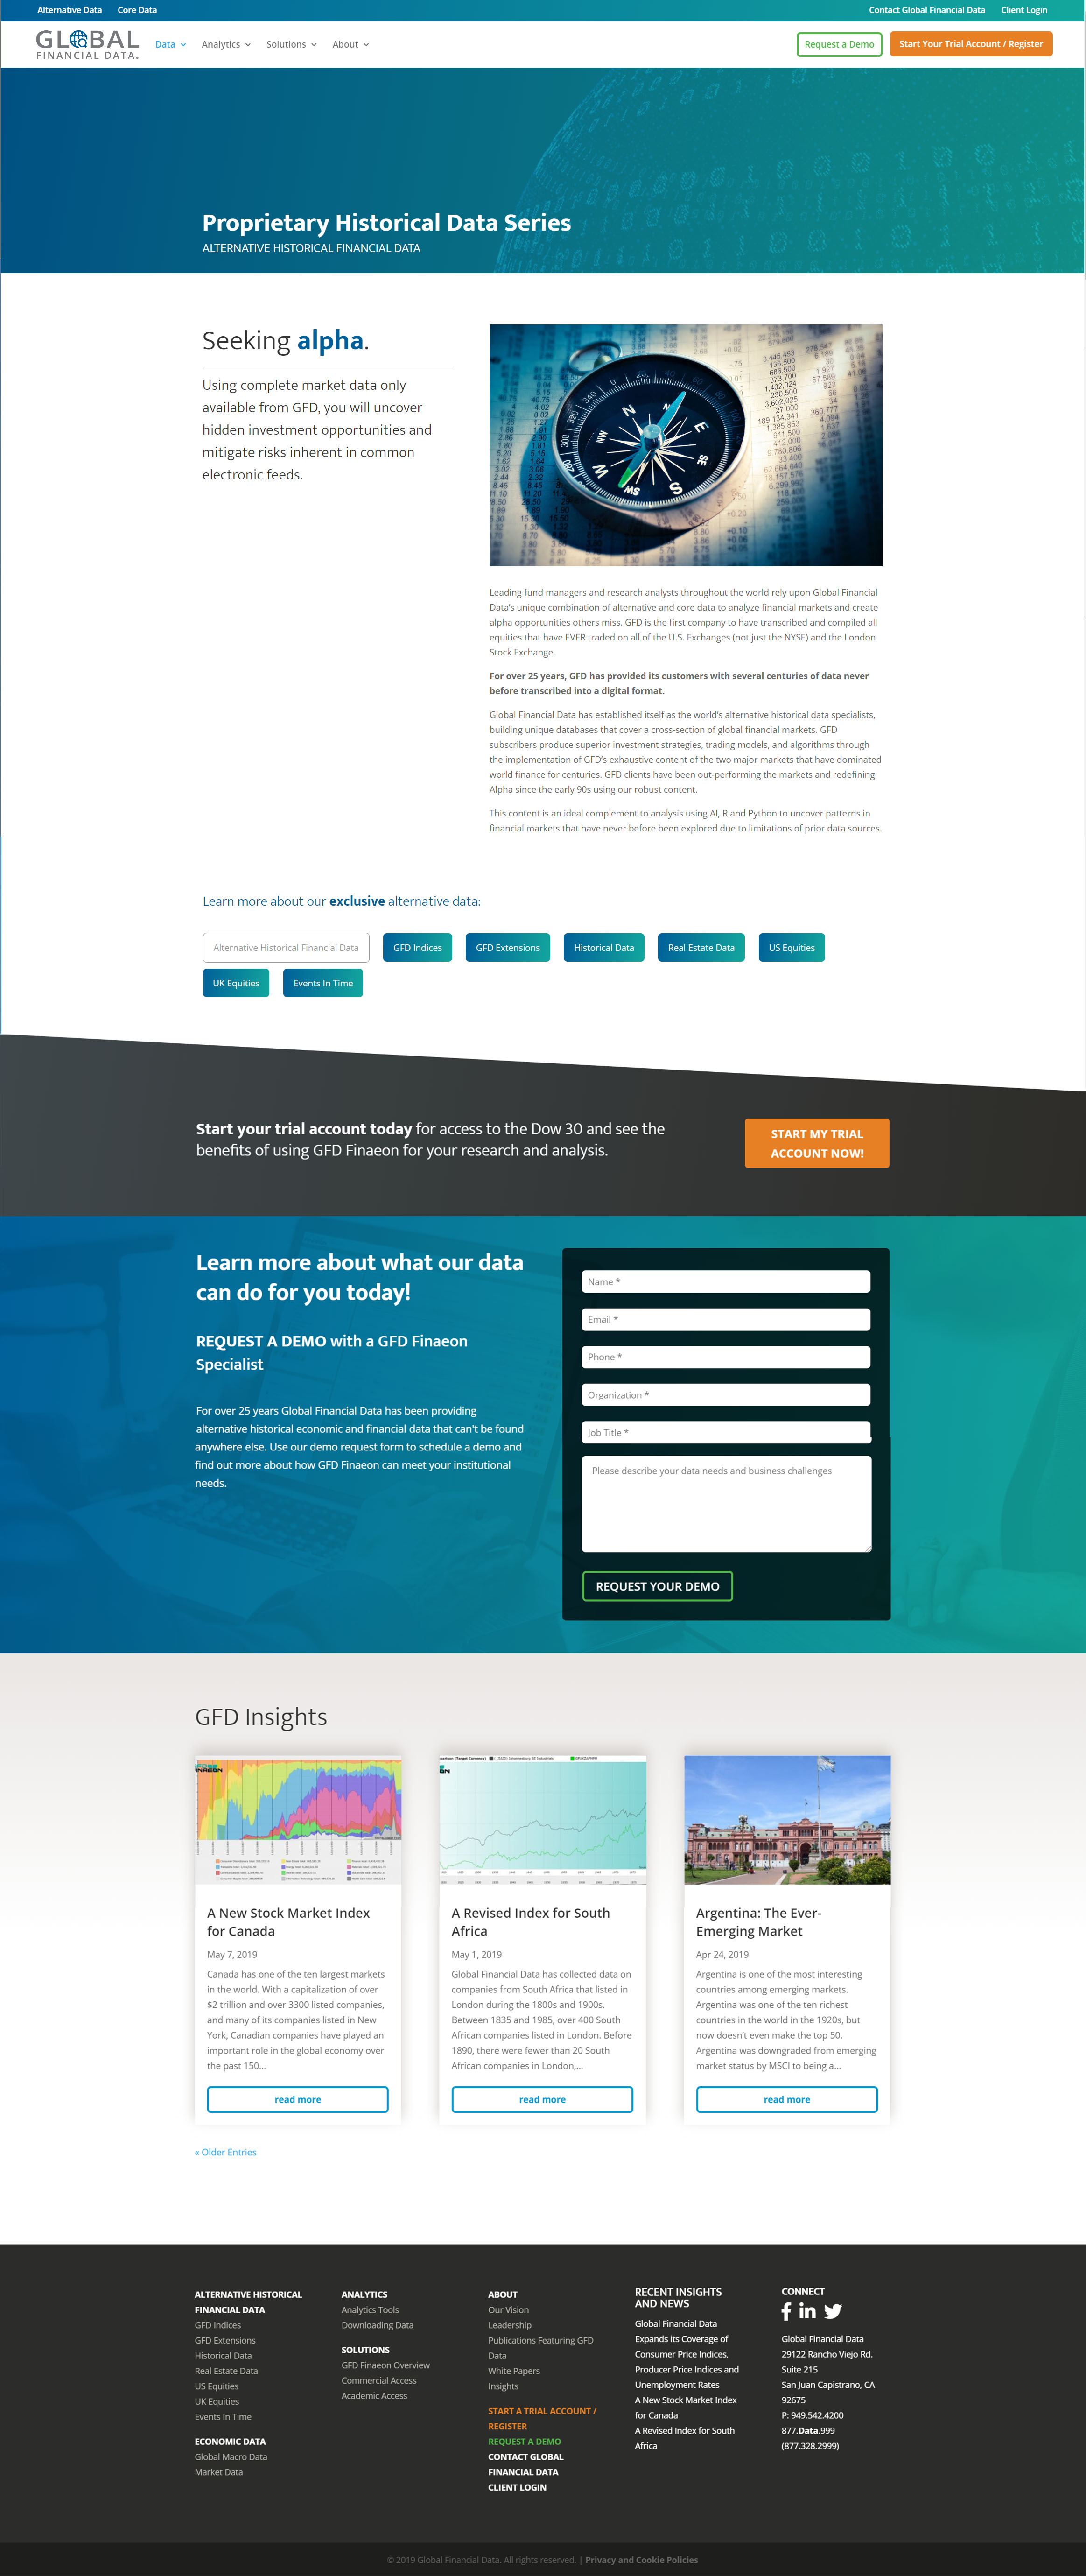 Alternative Data Core Data Contact Global Financial Data Client Login
GLOBAL
FINANCIAL DATA.
Data Analytics Solutions About Request a Demo Start Your Trial Account / Register
Proprietary Historical Data Series
ALTERNATIVE HISTORICAL FINANCIAL DATA
Seeking alpha.
Using complete market data only
available from GFD, you will uncover
hidden investment opportunities and
mitigate risks inherent in common
electronic feeds.
Leading fund managers and research analysts throughout the world rely upon Global Financial
Data's unique combination of alternative and core data to analyze financial markets and create
alpha opportunities others miss. GFD is the first company to have transcribed and compiled all
equities that have EVER traded on all of the U.S. Exchanges (not just the NYSE) and the London
Stock Exchange.
For over 25 years, GFD has provided its customers with several centuries of data never
before transcribed into a digital format.
Global Financial Data has established itself as the world's alternative historical data specialists,
building unique databases that cover a cross-section of global financial markets. GFD
subscribers produce superior investment strategies, trading models, and algorithms through
the implementation of GFD's exhaustive content of the two major markets that have dominated
world finance for centuries. GFD clients have been out-performing the markets and redefining
Alpha since the early 90s using our robust content.
This content is an ideal complement to analysis using AI, R and Python to uncover patterns in
financial markets that have never before been explored due to limitations of prior data sources.
Learn more about our exclusive alternative data:
Alternative Historical Financial Data GFD Indices GFD Extensions Historical Data Real Estate Data US Equities
UK Equities Events In Time
Start your trial account today for access to the Dow 30 and see the
benefits of using GFD Finaeon for your research and analysis.
START MY TRIAL
ACCOUNT NOW!
Learn more about what our data
can do for you today!
REQUEST A DEMO with a GFD Finaeon
Specialist
For over 25 years Global Financial Data has been providing
alternative historical economic and financial data that can't be found
anywhere else. Use our demo request form to schedule a demo and
find out more about how GFD Finaeon can meet your institutional
needs.
Name *
Email *
Phone *
Organization *
Job Title *
Please describe your data needs and business challenges
REQUEST YOUR DEMO
GFD Insights
A New Stock Market Index
for Canada
May 7, 2019
Canada has one of the ten largest markets
in the world. With a capitalization of over
$2 trillion and over 3300 listed companies,
and many of its companies listed in New
York, Canadian companies have played an
important role in the global economy over
the past 150...
read more
A Revised Index for South
Africa
May 1, 2019
Global Financial Data has collected data on
companies from South Africa that listed in
London during the 1800s and 1900s.
Between 1835 and 1985, over 400 South
African companies listed in London. Before
1890, there were fewer than 20 South
African companies in London,...
read more
Argentina: The Ever-
Emerging Market
Apr 24, 2019
Argentina is one of the most interesting
countries among emerging markets.
Argentina was one of the ten richest
countries in the world in the 1920s, but
now doesn't even make the top 50.
Argentina was downgraded from emerging
market status by MSCI to being a...
read more
« Older Entries
ALTERNATIVE HISTORICAL
FINANCIAL DATA
GFD Indices
GFD Extensions
Historical Data
Real Estate Data
US Equities
UK Equities
Events In Time
ECONOMIC DATA
Global Macro Data
Market Data
ANALYTICS
Analytics Tools
Downloading Data
SOLUTIONS
GFD Finaeon Overview
Commercial Access
Academic Access
ABOUT
Our Vision
Leadership
Publications Featuring GFD
Data
White Papers
Insights
START A TRIAL ACCOUNT /
REGISTER
REQUEST A DEMO
CONTACT GLOBAL
FINANCIAL DATA
CLIENT LOGIN
RECENT INSIGHTS
AND NEWS
Global Financial Data
Expands its Coverage of
Consumer Price Indices,
Producer Price Indices and
Unemployment Rates
A New Stock Market Index
for Canada
A Revised Index for South
Africa
CONNECT
Global Financial Data
29122 Rancho Viejo Rd.
Suite 215
San Juan Capistrano, CA
92675
P: 949.542.4200
877.Data.999
(877.328.2999)
© 2019 Global Financial Data. All rights reserved. | Privacy and Cookie Policies